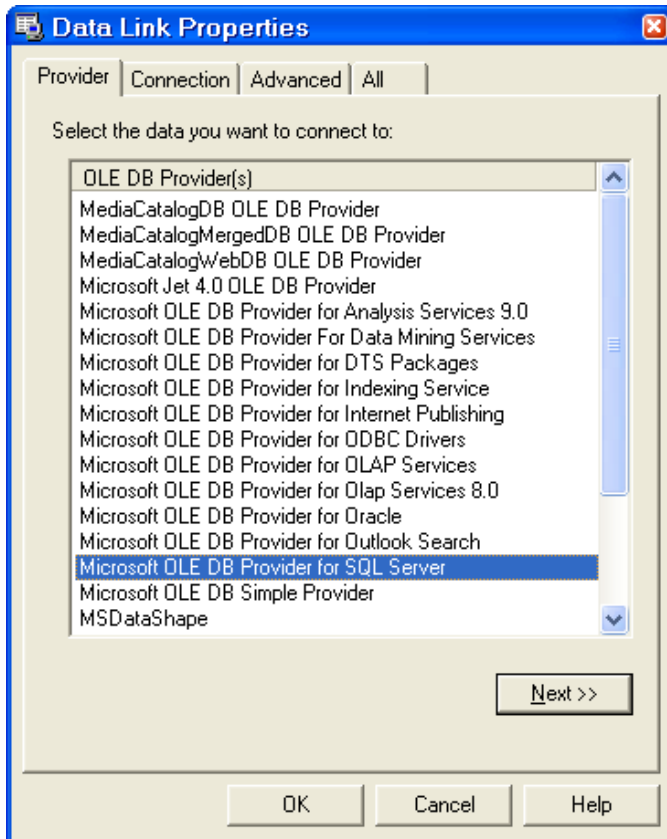 Data Link Properties
Provider Connection Advanced All
Select the data you want to connect to:
OLE DB Provider(s)
MediaCatalogDB OLE DB Provider
MediaCatalogMergedDB OLE DB Provider
MediaCatalogWebDB OLE DB Provider
Microsoft Jet 4.0 OLE DB Provider
Microsoft OLE DB Provider for Analysis Services 9.0
Microsoft OLE DB Provider For Data Mining Services
Microsoft OLE DB Provider for DTS Packages
Microsoft OLE DB Provider for Indexing Service
Microsoft OLE DB Provider for Internet Publishing
Microsoft OLE DB Provider for ODBC Drivers
Microsoft OLE DB Provider for OLAP Services
Microsoft OLE DB Provider for Olap Services 8.0
Microsoft OLE DB Provider for Oracle
Microsoft OLE DB Provider for Outlook Search
Microsoft OLE DB Provider for SQL Server
Microsoft OLE DB Simple Provider
MSDataShape
Next >>
OK Cancel Help